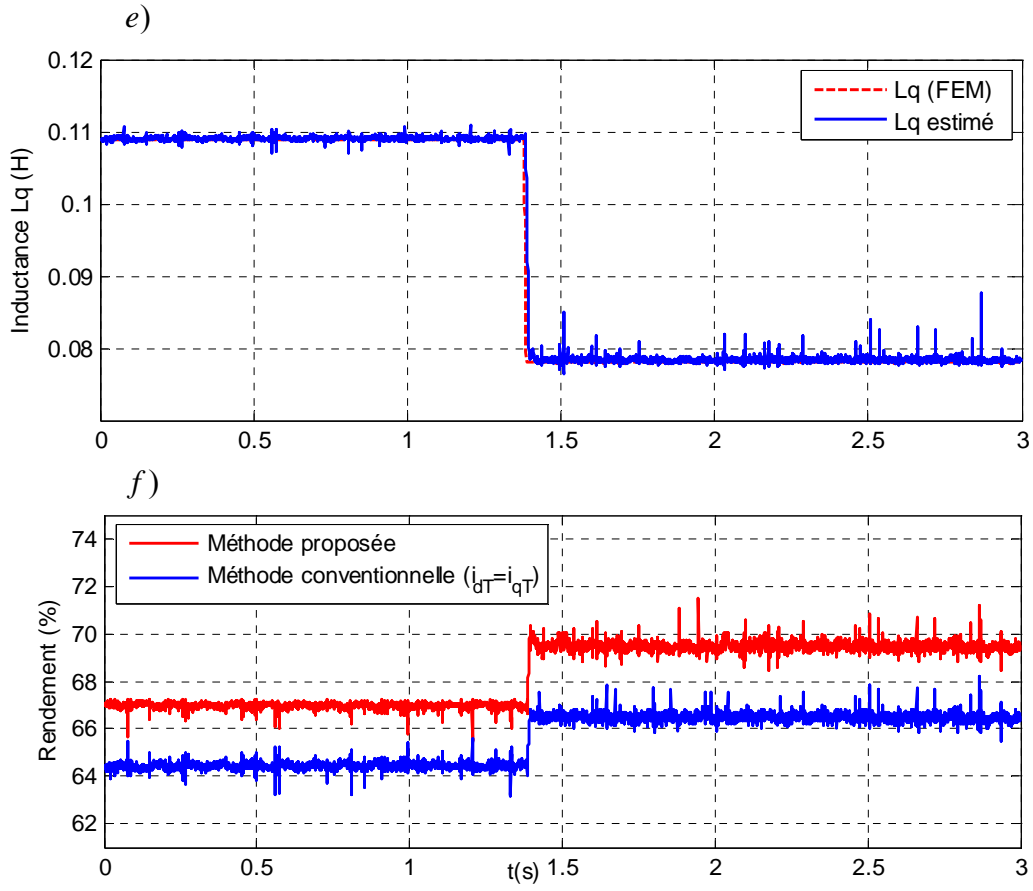 e)
0.12
0.11
0.1
0.09
0.08
Inductance Lq (H)
Lq (FEM)
Lq estimé
0
0.5
1
1.5
2
2.5
3
f)
74
72
70
68
66
64
62
Rendement (%)
Méthode proposée
Méthode conventionnelle (idT=iqT)
0
0.5
1
1.5
2
2.5
3
t(s)